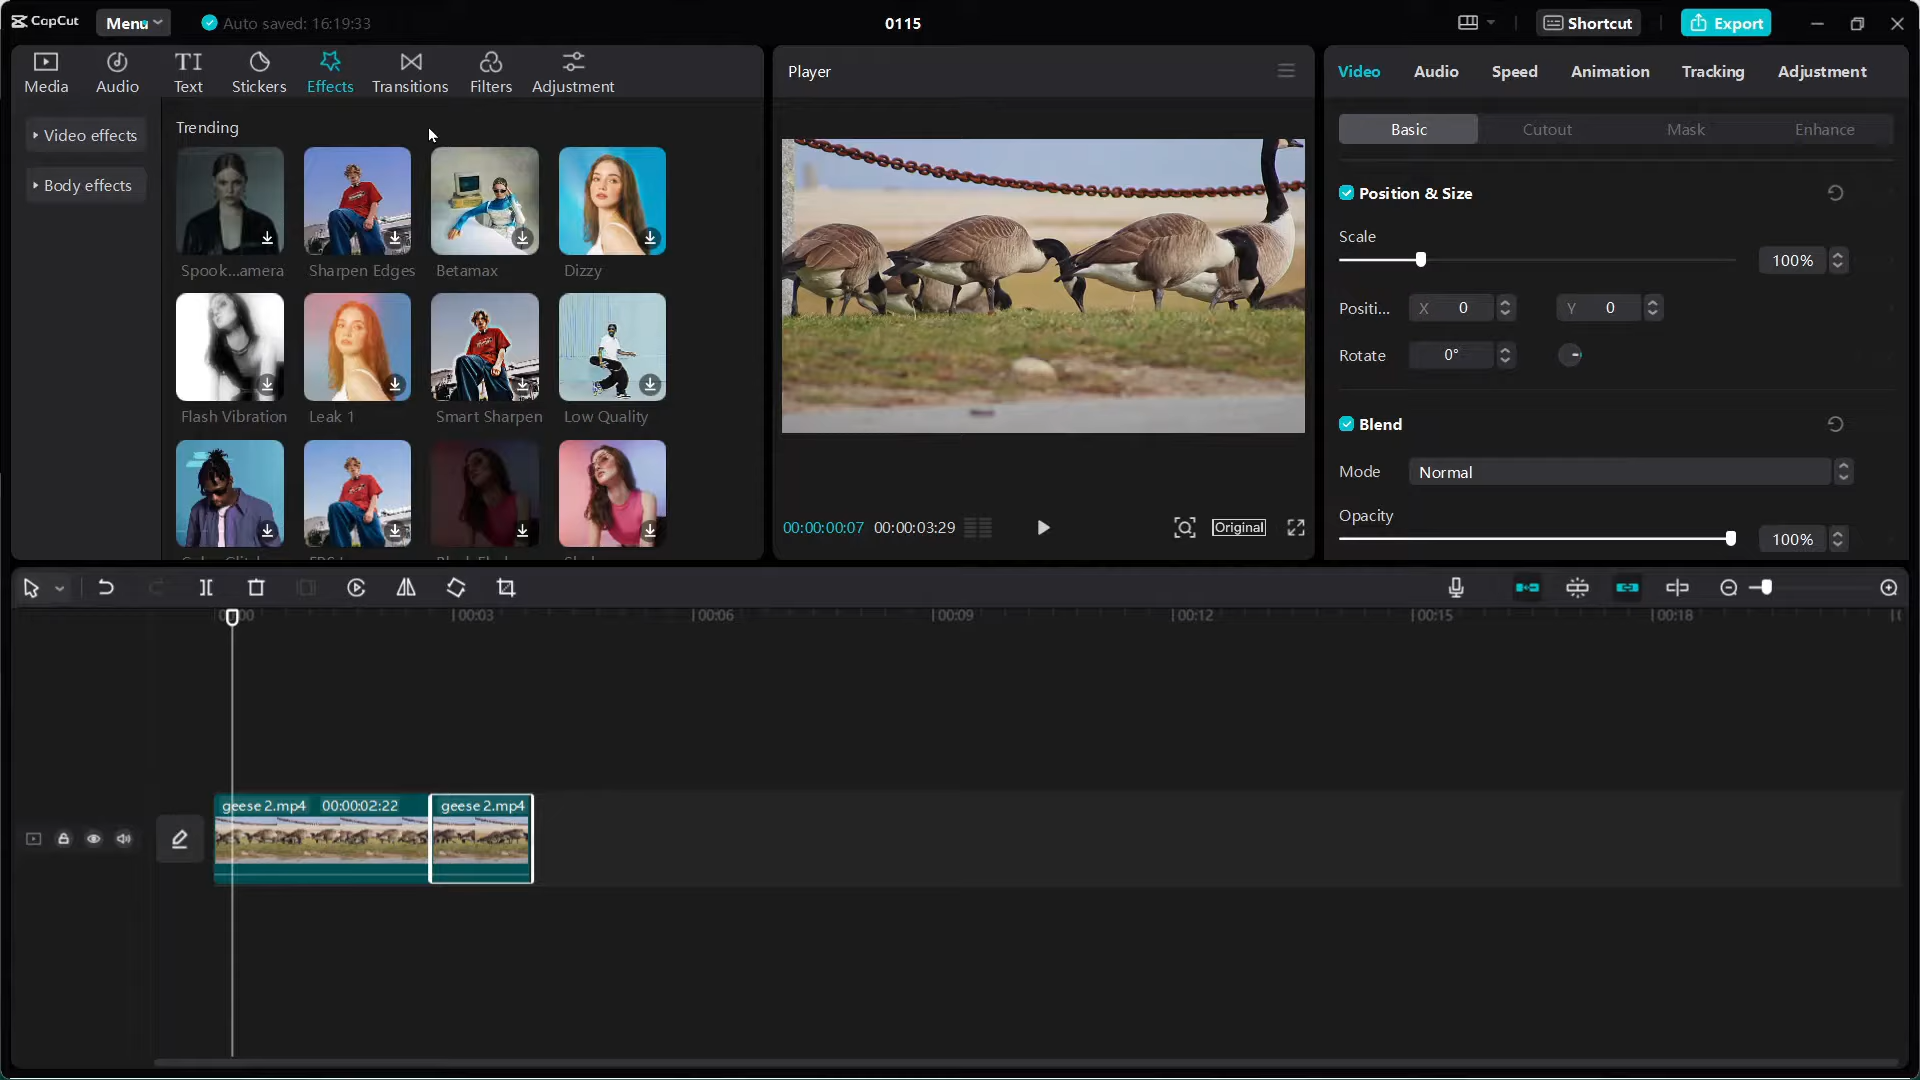 CapCut Menu Auto saved: 16:19:33 0115 Shortcut Export
Media Audio Text Stickers Effects Transitions Filters Adjustment
Player
Video Audio Speed Animation Tracking Adjustment
Video effects
Body effects
Trending
Spook...amera Sharpen Edges Betamax Dizzy
Flash Vibration Leak 1 Smart Sharpen Low Quality
00:00:00:07 00:00:03:29 Original
Basic Cutout Mask Enhance
Position & Size
Scale
100%
Positi... X 0 Y 0
Rotate 0°
Blend
Mode Normal
Opacity
100%
00:00 00:03 00:06 00:09 00:12 00:15 00:18
geese 2.mp4 00:00:02:22 geese 2.mp4